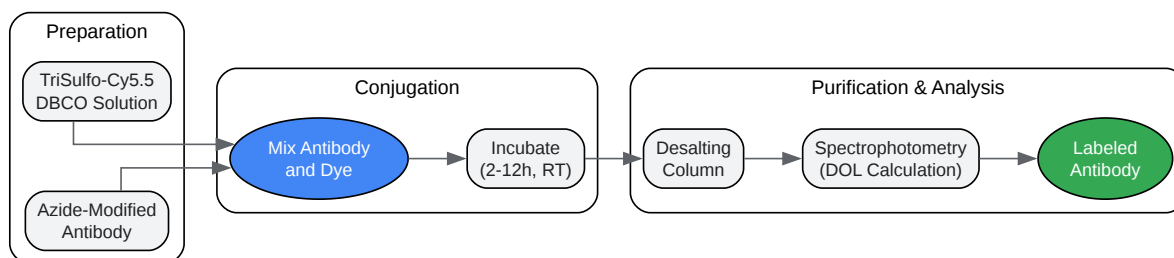 Preparation
TriSulfo-Cy5.5
DBCO Solution
Azide-Modified
Antibody
Conjugation
Mix Antibody
and Dye
Incubate
(2-12h, RT)
Purification & Analysis
Desalting
Column
Spectrophotometry
(DOL Calculation)
Labeled
Antibody